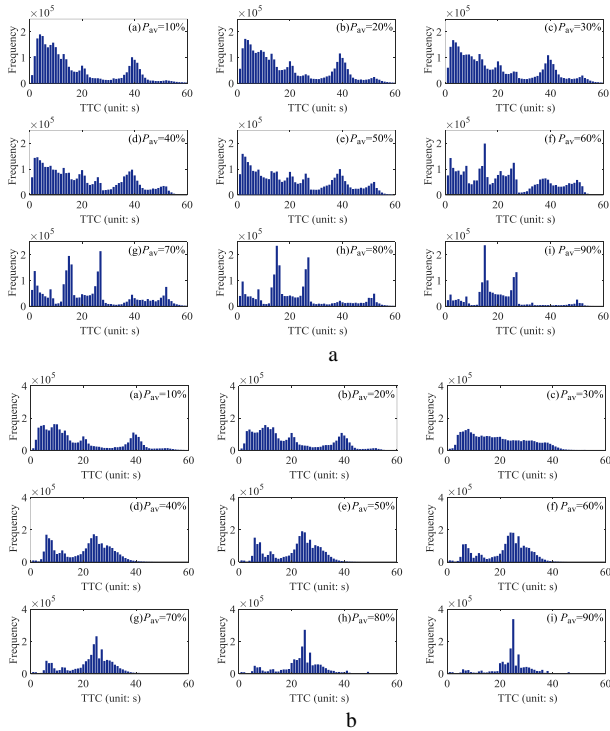 ×10⁵ ×10⁵ ×10⁵
(a)Pav=10% (b)Pav=20% (c)Pav=30%
Frequency Frequency Frequency
2 2 2
1 1 1
0 0 0
0 20 40 60 0 20 40 60 0 20 40 60
TTC (unit: s) TTC (unit: s) TTC (unit: s)
×10⁵ ×10⁵ ×10⁵
(d)Pav=40% (e)Pav=50% (f)Pav=60%
Frequency Frequency Frequency
2 2 2
1 1 1
0 0 0
0 20 40 60 0 20 40 60 0 20 40 60
TTC (unit: s) TTC (unit: s) TTC (unit: s)
×10⁵ ×10⁵ ×10⁵
(g)Pav=70% (h)Pav=80% (i)Pav=90%
Frequency Frequency Frequency
2 2 2
1 1 1
0 0 0
0 20 40 60 0 20 40 60 0 20 40 60
TTC (unit: s) TTC (unit: s) TTC (unit: s)
a
×10⁵ ×10⁵ ×10⁵
4 4 4
(a)Pav=10% (b)Pav=20% (c)Pav=30%
Frequency Frequency Frequency
2 2 2
0 0 0
0 20 40 60 0 20 40 60 0 20 40 60
TTC (unit: s) TTC (unit: s) TTC (unit: s)
×10⁵ ×10⁵ ×10⁵
4 4 4
(d)Pav=40% (e)Pav=50% (f)Pav=60%
Frequency Frequency Frequency
2 2 2
0 0 0
0 20 40 60 0 20 40 60 0 20 40 60
TTC (unit: s) TTC (unit: s) TTC (unit: s)
×10⁵ ×10⁵ ×10⁵
4 4 4
(g)Pav=70% (h)Pav=80% (i)Pav=90%
Frequency Frequency Frequency
2 2 2
0 0 0
0 20 40 60 0 20 40 60 0 20 40 60
TTC (unit: s) TTC (unit: s) TTC (unit: s)
b